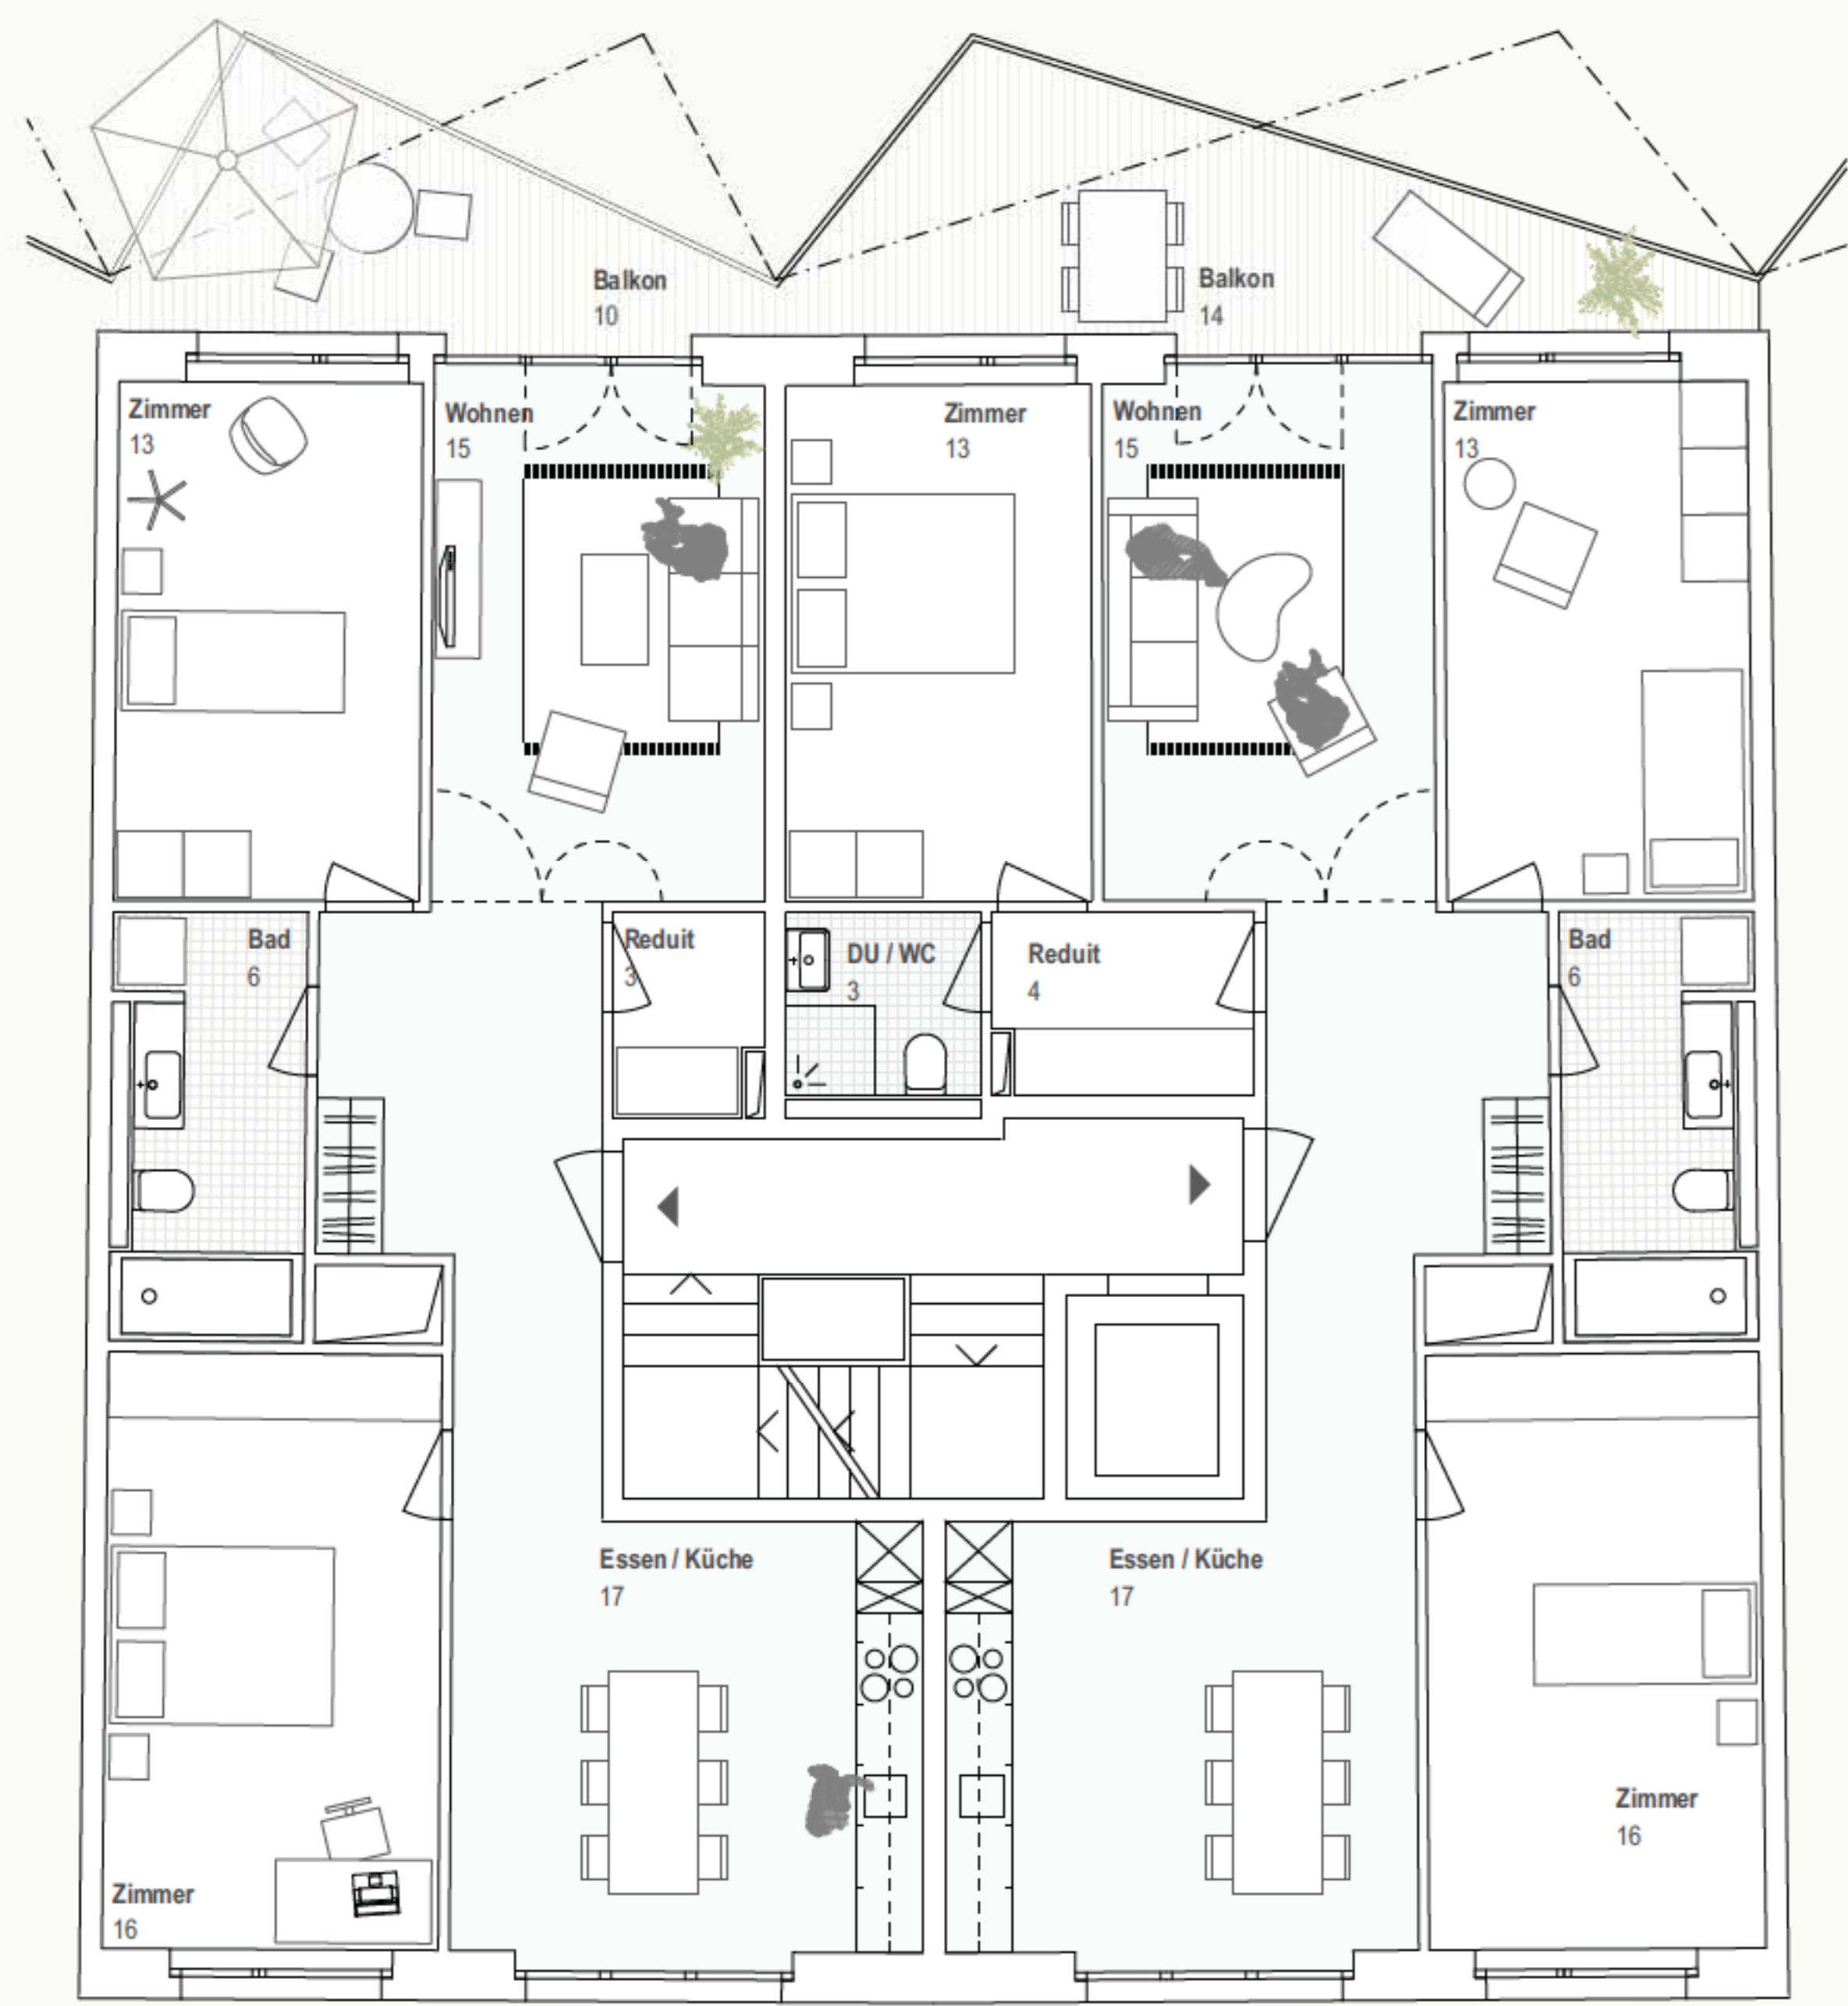 Balkon
10
Balkon
14
Zimmer
13
Wohnen
15
Zimmer
13
Wohnen
15
Zimmer
13
Bad
6
Reduit
3
DU / WC
3
Reduit
4
Bad
6
Essen / Küche
17
Essen / Küche
17
Zimmer
16
Zimmer
16